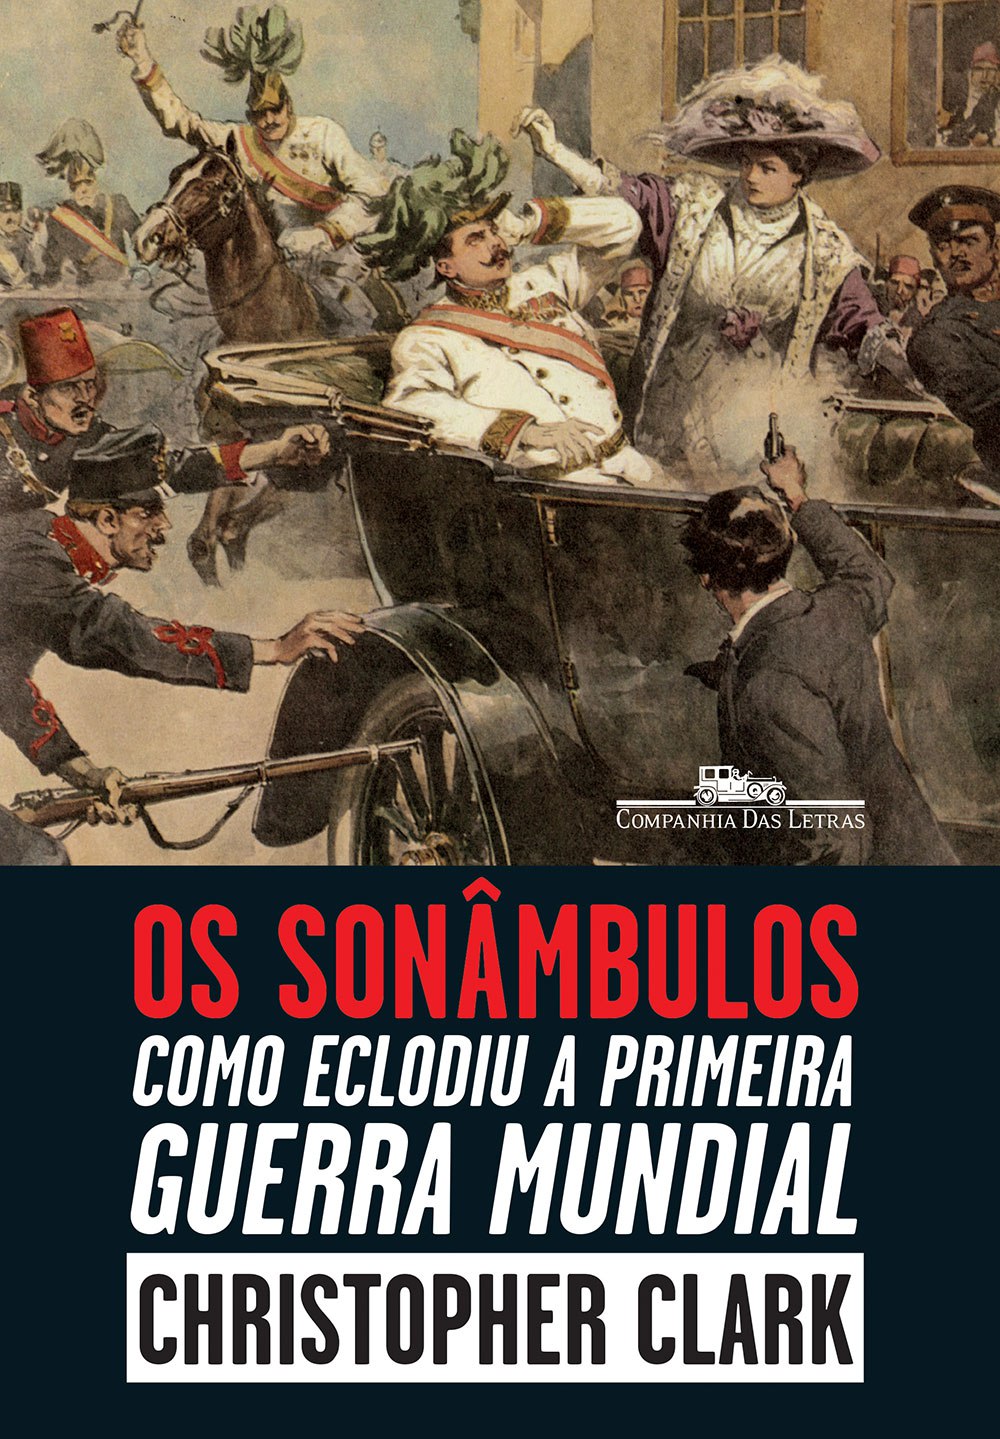 COMPANHIA DAS LETRAS
OS SONÂMBULOS
COMO ECLODIU A PRIMEIRA
GUERRA MUNDIAL
CHRISTOPHER CLARK